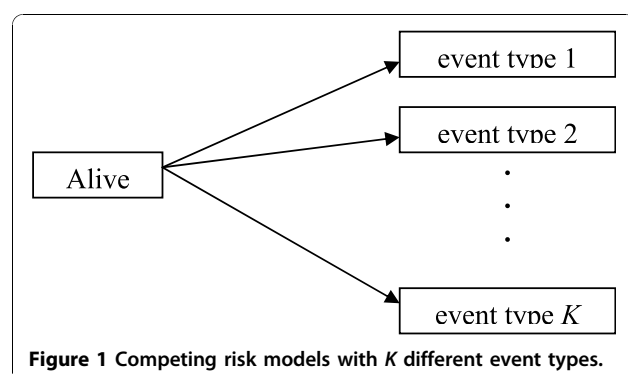 event type 1
event type 2
Alive
event type K
Figure 1 Competing risk models with K different event types.